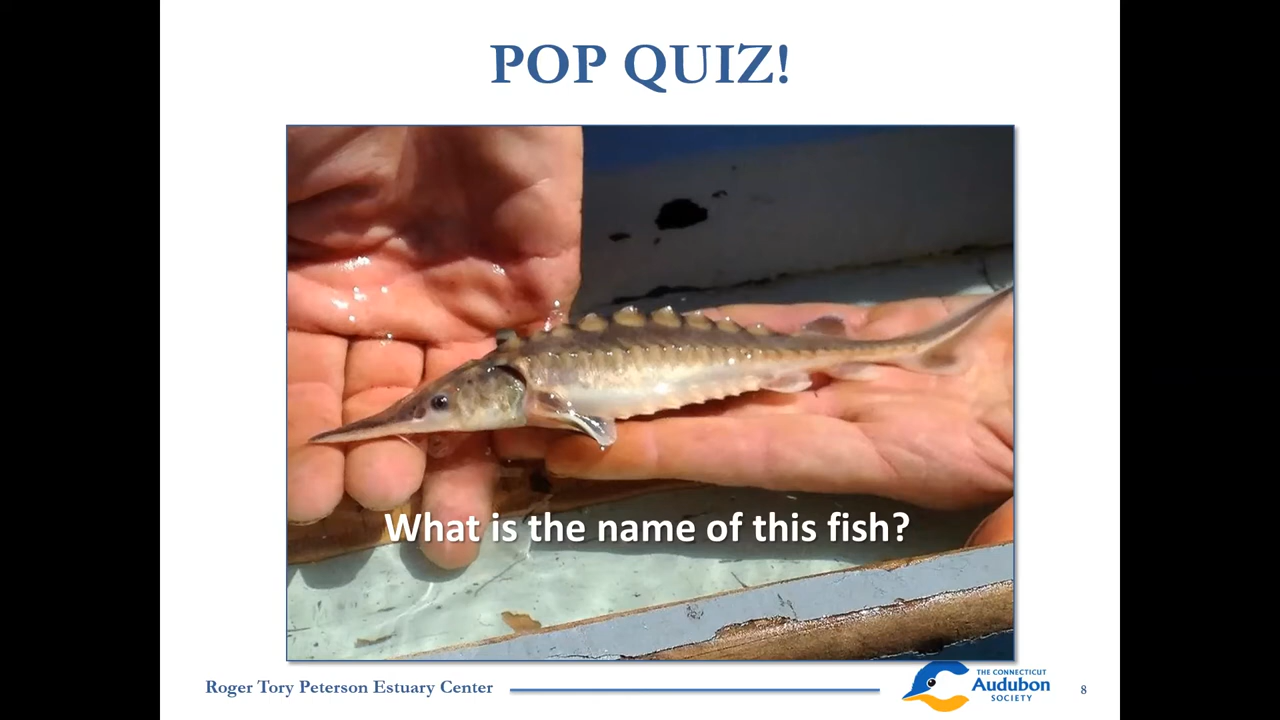 POP QUIZ!
What is the name of this fish?
Roger Tory Peterson Estuary Center
THE CONNECTICUT
Audubon
SOCIETY
8